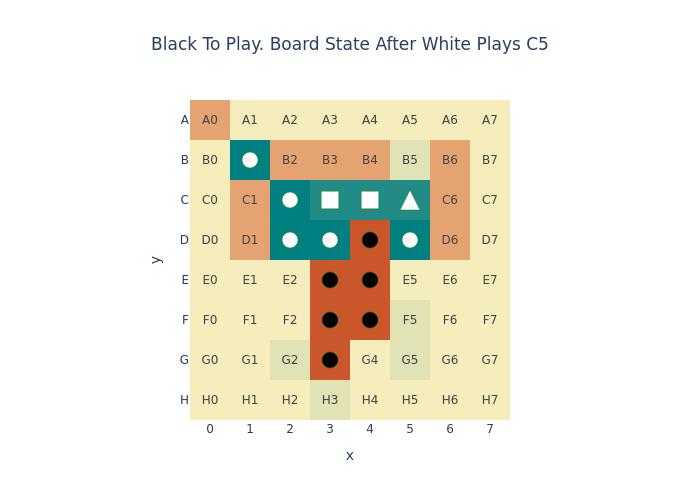 Black To Play. Board State After White Plays C5
A A0 A1 A2 A3 A4 A5 A6 A7
B B0 B2 B3 B4 B5 B6 B7
C C0 C1 C6 C7
D D0 D1 D6 D7
y
E E0 E1 E2 E5 E6 E7
F F0 F1 F2 F5 F6 F7
G G0 G1 G2 G4 G5 G6 G7
H H0 H1 H2 H3 H4 H5 H6 H7
0 1 2 3 4 5 6 7
x